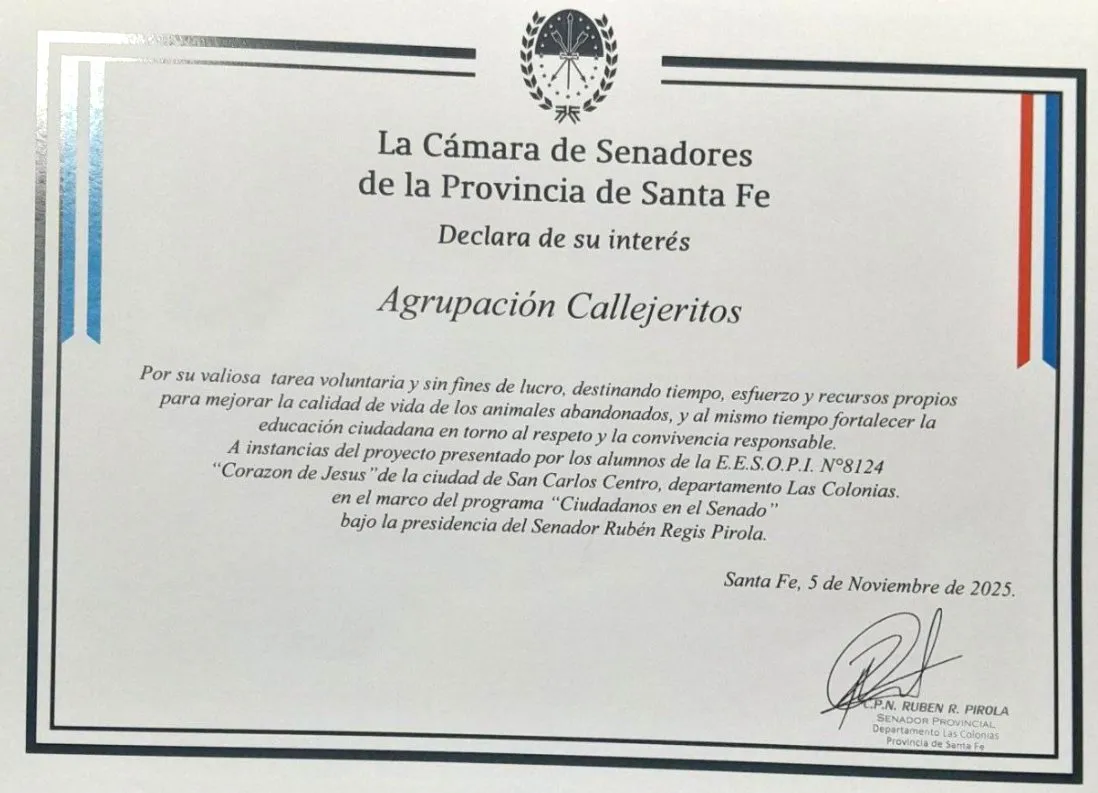 La Cámara de Senadores
de la Provincia de Santa Fe
Declara de su interés
Agrupación Callejeritos
Por su valiosa tarea voluntaria y sin fines de lucro, destinando tiempo, esfuerzo y recursos propios
para mejorar la calidad de vida de los animales abandonados, y al mismo tiempo fortalecer la
educación ciudadana en torno al respeto y la convivencia responsable.
A instancias del proyecto presentado por los alumnos de la E.E.S.O.P.I. N°8124
“Corazon de Jesus”de la ciudad de San Carlos Centro, departamento Las Colonias.
en el marco del programa “Ciudadanos en el Senado”
bajo la presidencia del Senador Rubén Regis Pirola.
Santa Fe, 5 de Noviembre de 2025.
C.P.N. RUBEN R. PIROLA
SENADOR PROVINCIAL
Departamento Las Colonias
Provincia de Santa Fe